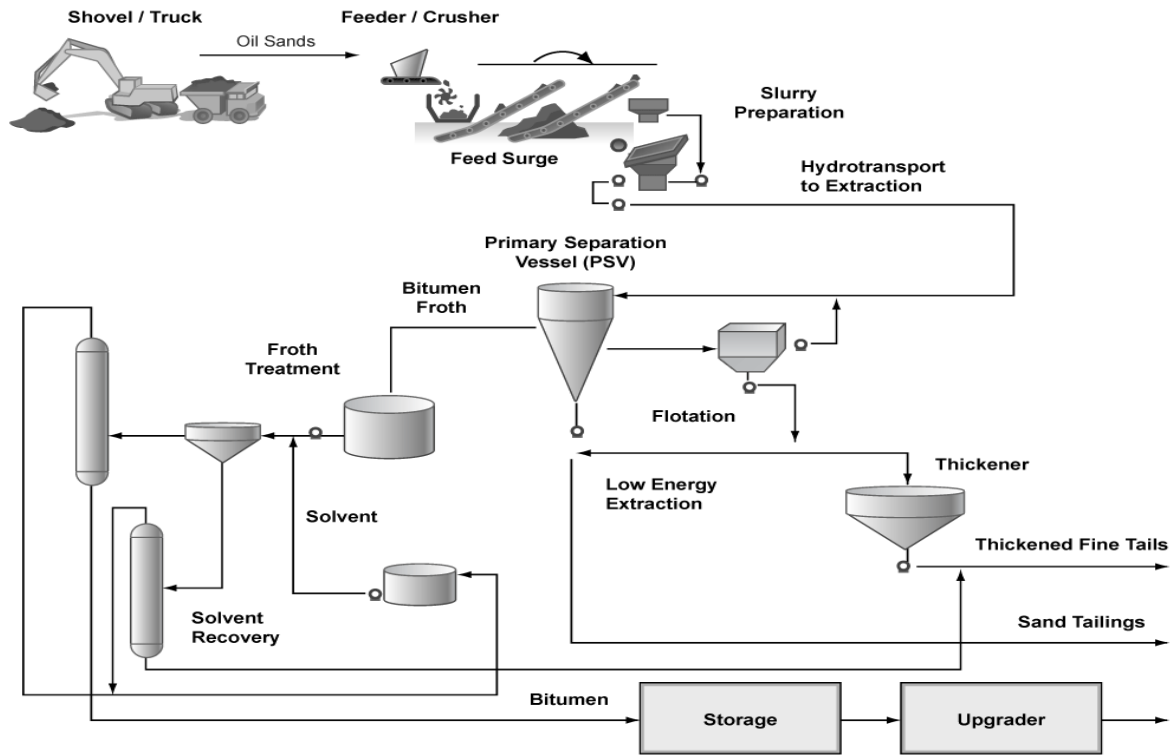 Shovel / Truck
Feeder / Crusher
Oil Sands
Slurry
Preparation
Feed Surge
Hydrotransport
to Extraction
Primary Separation
Vessel (PSV)
Bitumen
Froth
Froth
Treatment
Flotation
Thickener
Low Energy
Extraction
Solvent
Thickened Fine Tails
Solvent
Recovery
Sand Tailings
Bitumen
Storage
Upgrader